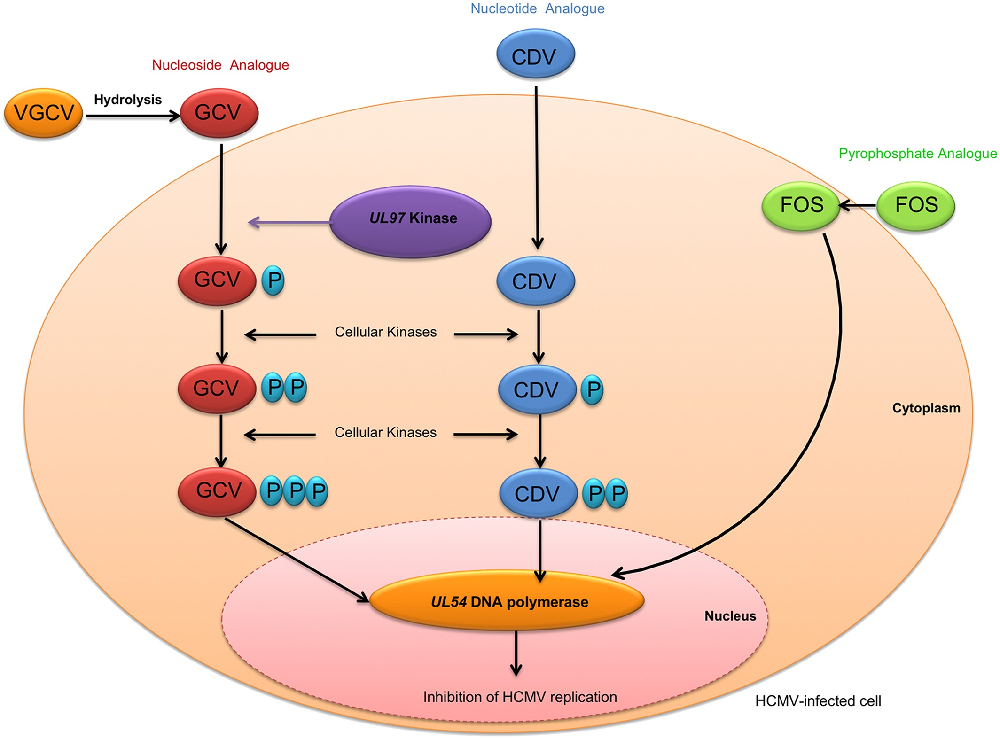 Nucleotide Analogue
CDV
Nucleoside Analogue
VGCV
Hydrolysis
GCV
Pyrophosphate Analogue
FOS
FOS
UL97 Kinase
GCV P
CDV
Cellular Kinases
GCV P P
CDV P
Cytoplasm
Cellular Kinases
GCV P P P
CDV P P
UL54 DNA polymerase
Nucleus
Inhibition of HCMV replication
HCMV-infected cell